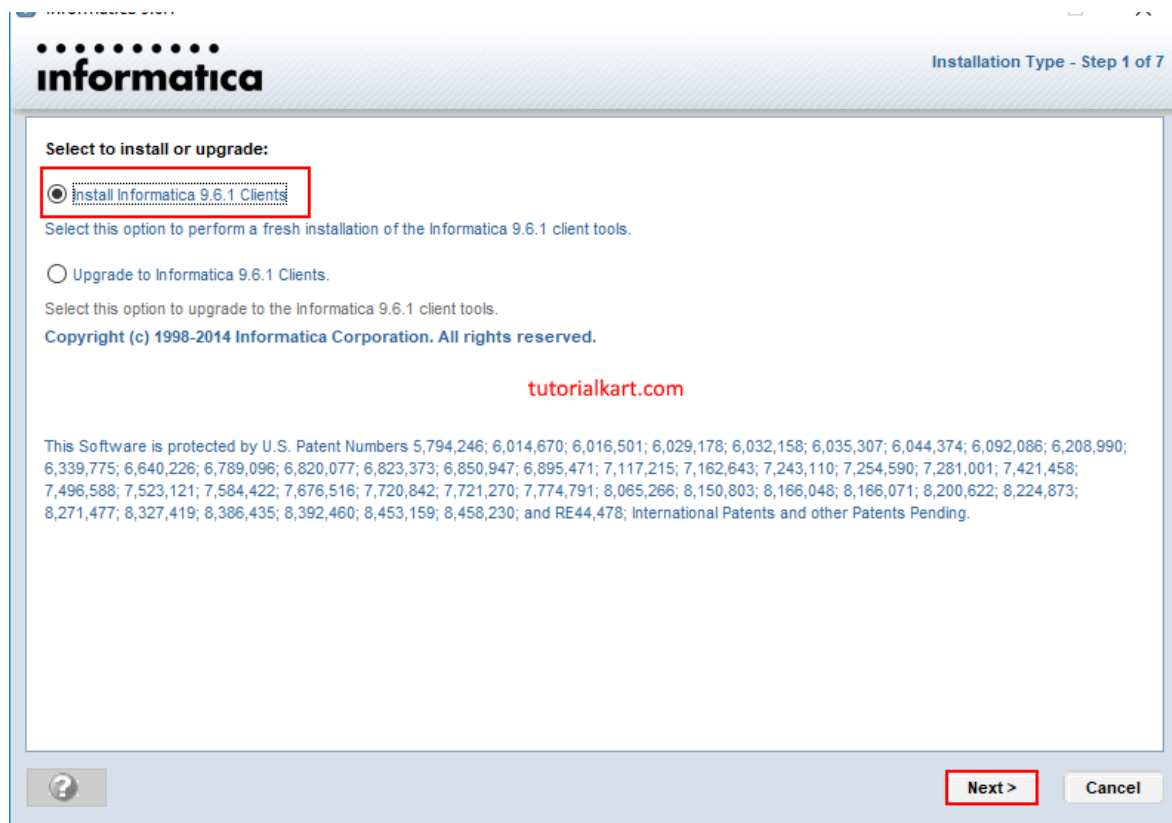 informatica
Installation Type - Step 1 of 7
Select to install or upgrade:
Install Informatica 9.6.1 Clients
Select this option to perform a fresh installation of the Informatica 9.6.1 client tools.
Upgrade to Informatica 9.6.1 Clients.
Select this option to upgrade to the Informatica 9.6.1 client tools.
Copyright (c) 1998-2014 Informatica Corporation. All rights reserved.
tutorialkart.com
This Software is protected by U.S. Patent Numbers 5,794,246; 6,014,670; 6,016,501; 6,029,178; 6,032,158; 6,035,307; 6,044,374; 6,092,086; 6,208,990;
6,339,775; 6,640,226; 6,789,096; 6,820,077; 6,823,373; 6,850,947; 6,895,471; 7,117,215; 7,162,643; 7,243,110; 7,254,590; 7,281,001; 7,421,458;
7,496,588; 7,523,121; 7,584,422; 7,676,516; 7,720,842; 7,721,270; 7,774,791; 8,065,266; 8,150,803; 8,166,048; 8,166,071; 8,200,622; 8,224,873;
8,271,477; 8,327,419; 8,386,435; 8,392,460; 8,453,159; 8,458,230; and RE44,478; International Patents and other Patents Pending.
?
Next >
Cancel